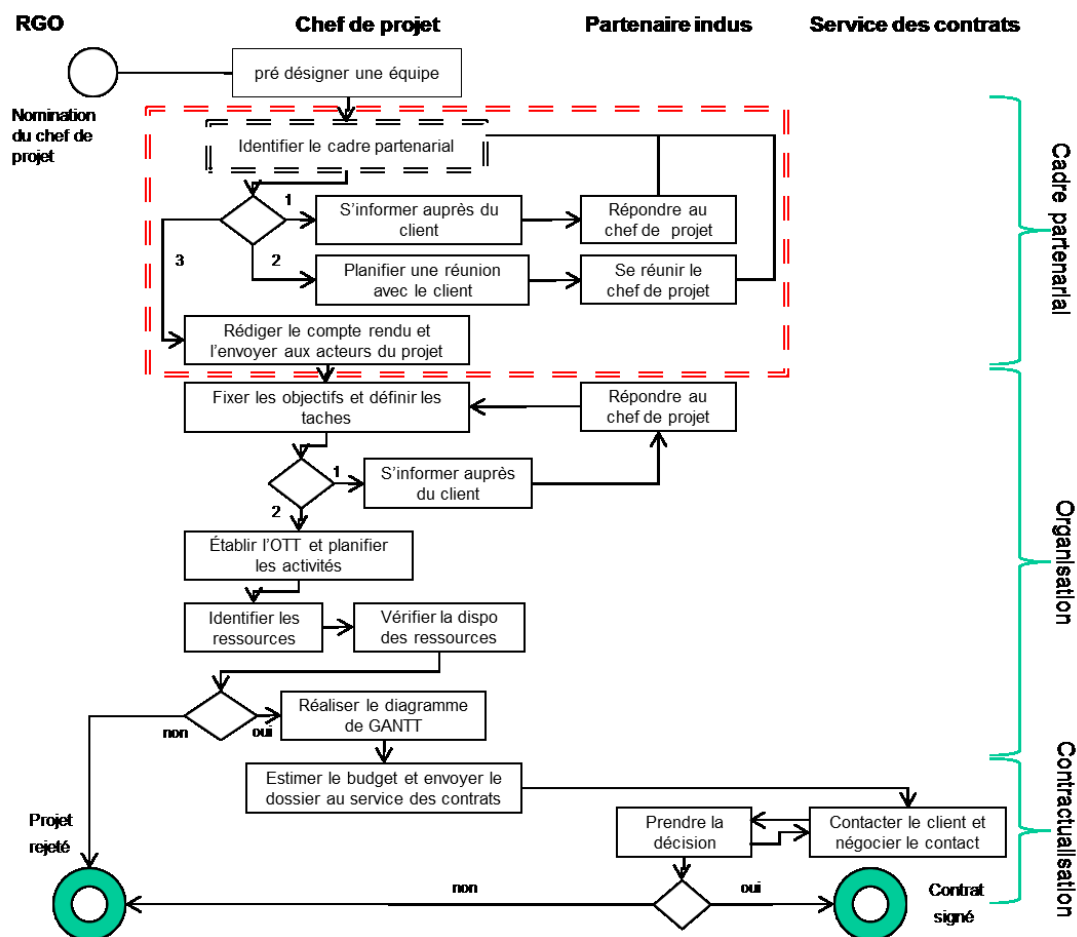 RGO
Chef de projet
Partenaire indus
Service des contrats
pré désigner une équipe
Nomination
du chef de
projet
Identifier le cadre partenarial
1
S’informer auprès du
client
Répondre au
chef de projet
3
2
Planifier une réunion
avec le client
Se réunir le
chef de projet
Rédiger le compte rendu et
l’envoyer aux acteurs du projet
Cadre partenarial
Fixer les objectifs et définir les
taches
Répondre au
chef de projet
1
S’informer auprès
du client
2
Établir l’OTT et planifier
les activités
Identifier les
ressources
Vérifier la dispo
des ressources
Organisation
non
oui
Réaliser le diagramme
de GANTT
Estimer le budget et envoyer le
dossier au service des contrats
Prendre la
décision
Contacter le client et
négocier le contact
Contractualisation
Projet
rejeté
non
oui
Contrat
signé